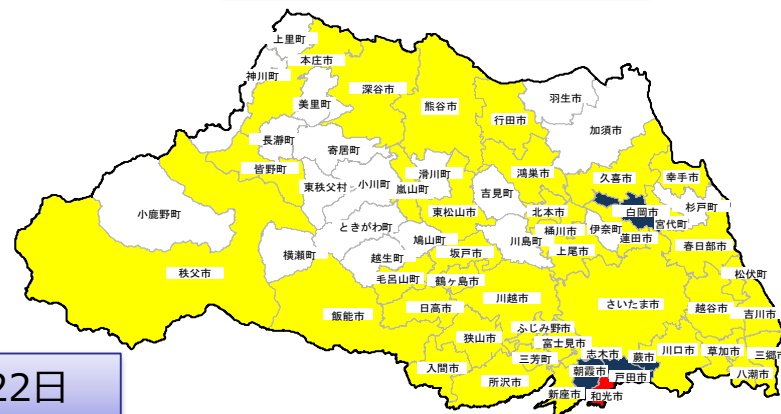 上里町
本庄市
神川町
深谷市
美里町
熊谷市
羽生市
行田市
加須市
長瀞町
寄居町
皆野町
東秩父村
小川町
滑川町
嵐山町
吉見町
鴻巣市
久喜市
幸手市
小鹿野町
東松山市
北本市
白岡市
杉戸町
宮代町
ときがわ町
鳩山町
川島町
桶川市
伊奈町
蓮田市
横瀬町
越生町
坂戸市
上尾市
春日部市
秩父市
毛呂山町
鶴ヶ島市
松伏町
飯能市
日高市
川越市
さいたま市
越谷市
吉川市
狭山市
ふじみ野市
富士見市
入間市
三芳町
志木市
蕨市
川口市
草加市
三郷市
所沢市
朝霞市
戸田市
八潮市
新座市
和光市
22日